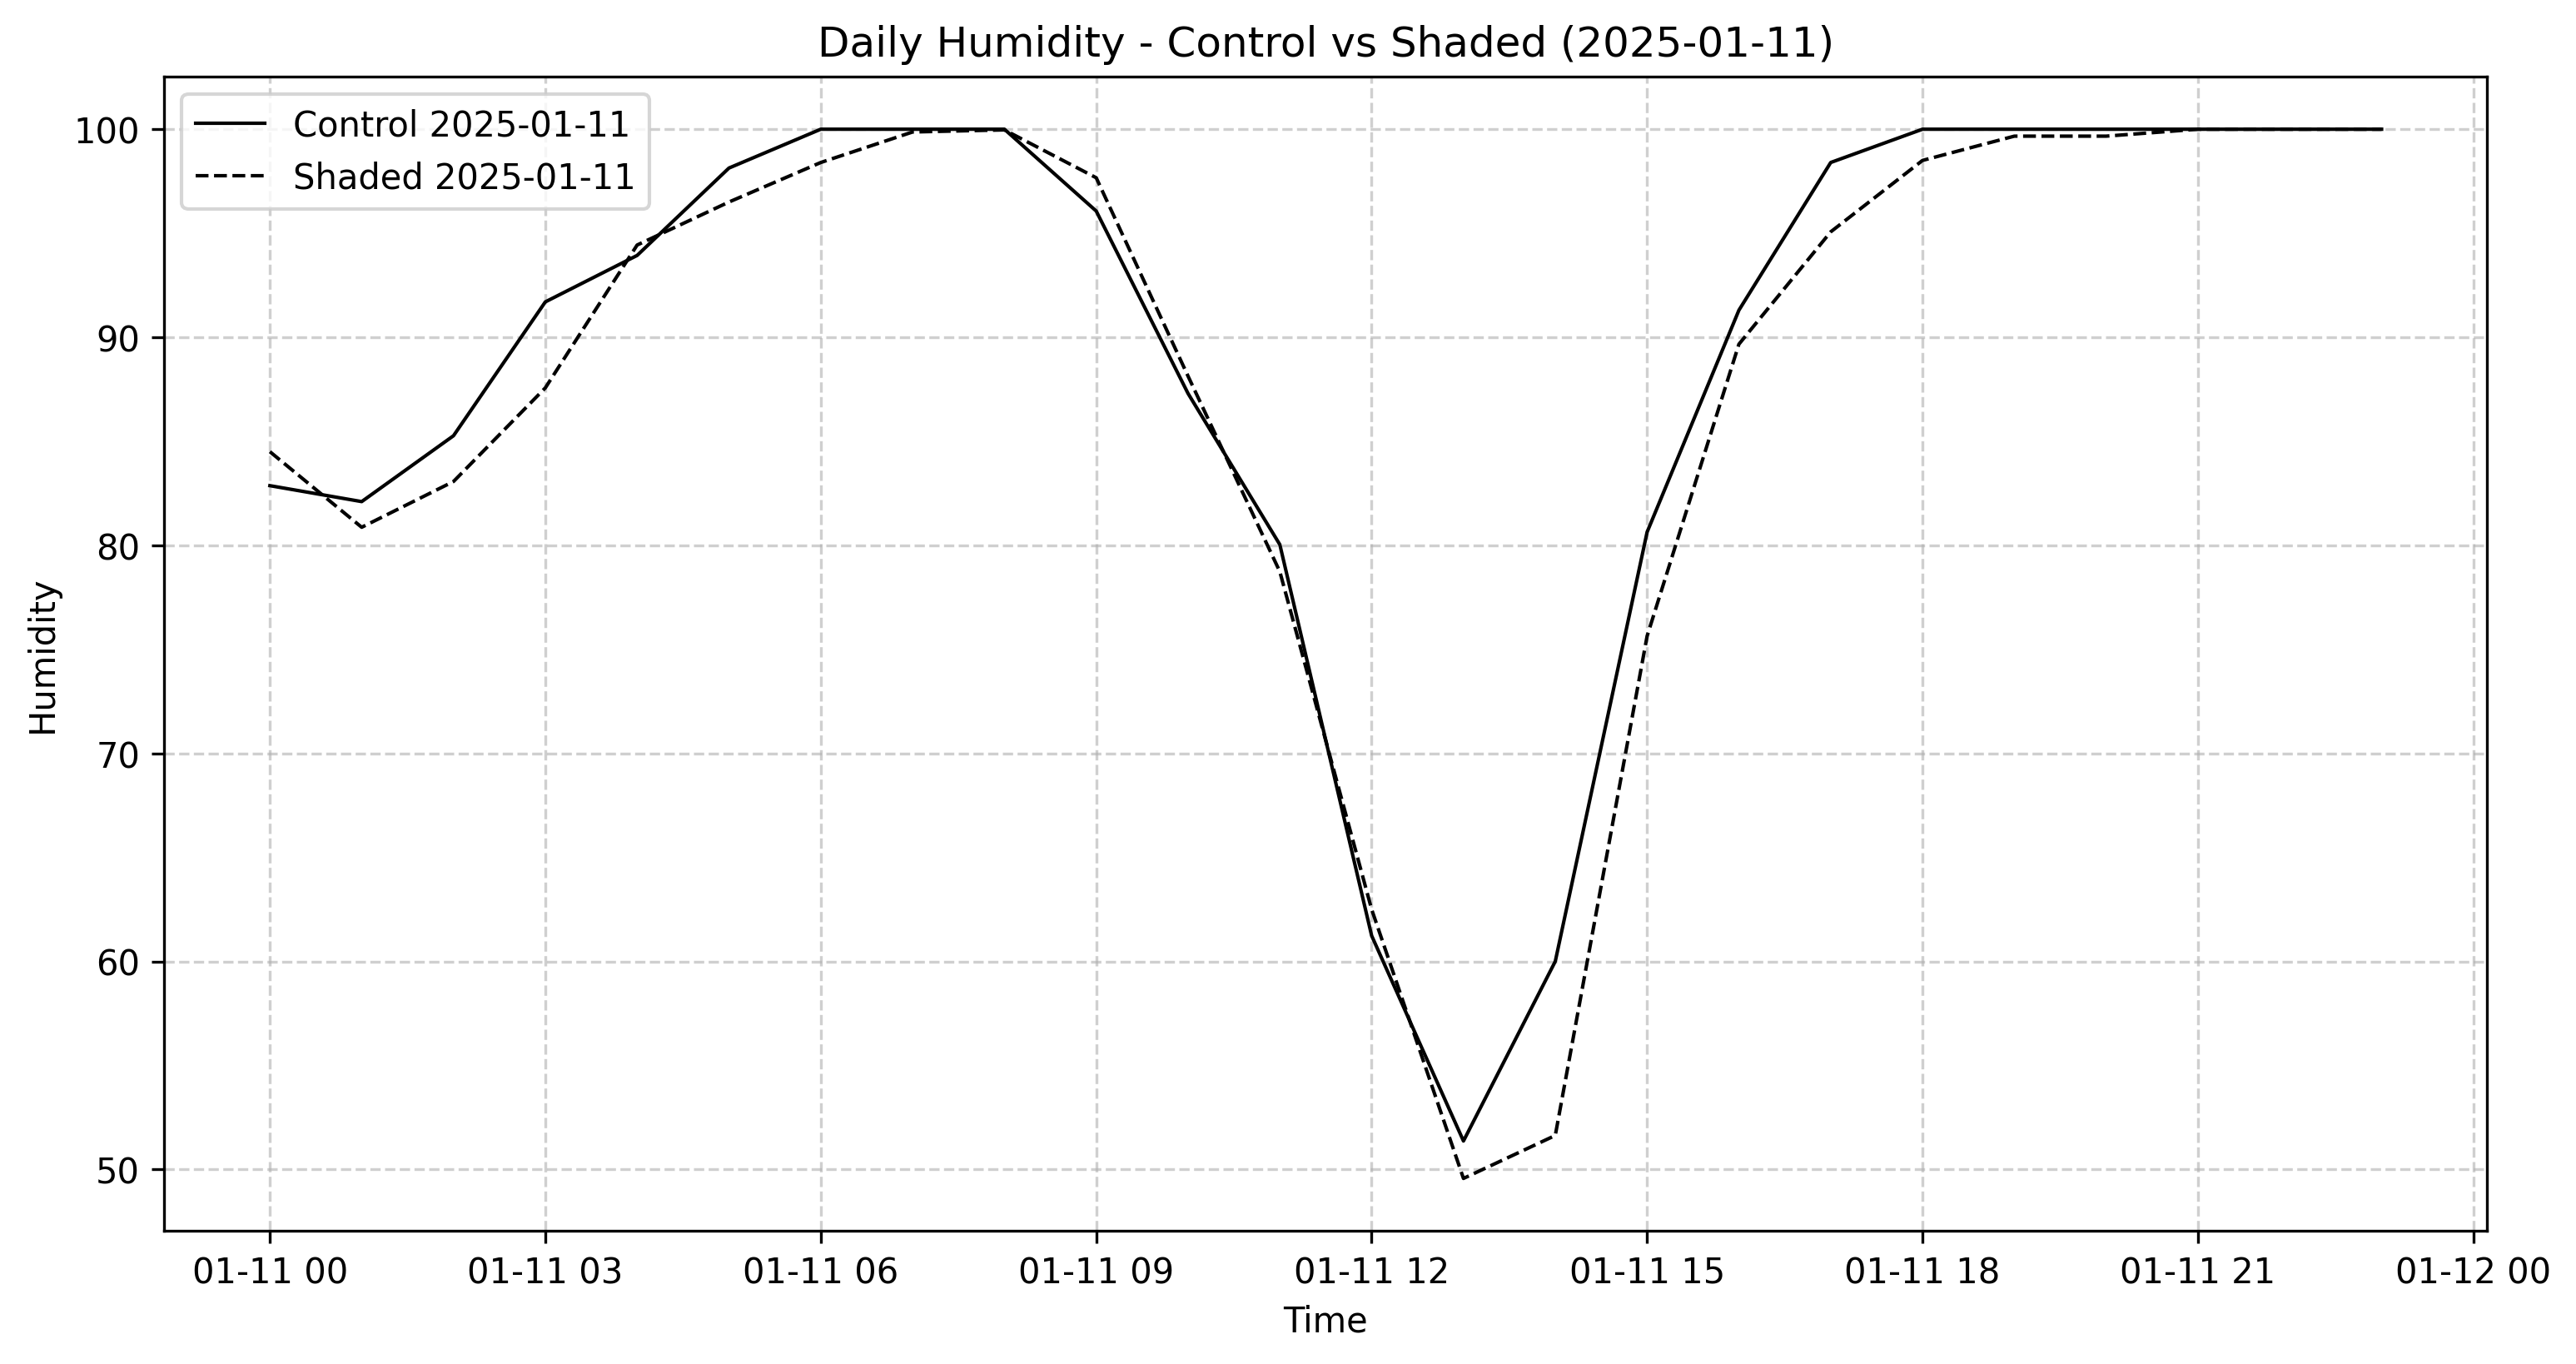 Daily Humidity - Control vs Shaded (2025-01-11)
Control 2025-01-11
Shaded 2025-01-11
100
90
80
70
60
50
Humidity
01-11 00 01-11 03 01-11 06 01-11 09 01-11 12 01-11 15 01-11 18 01-11 21 01-12 00
Time